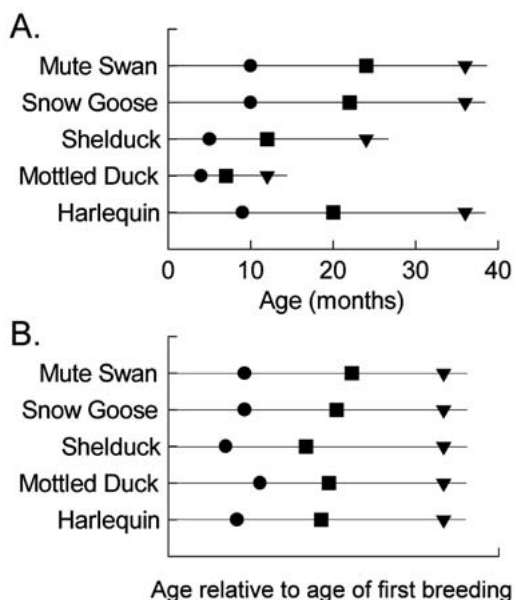 A.
Mute Swan
Snow Goose
Shelduck
Mottled Duck
Harlequin
0 10 20 30 40
Age (months)
B.
Mute Swan
Snow Goose
Shelduck
Mottled Duck
Harlequin
Age relative to age of first breeding